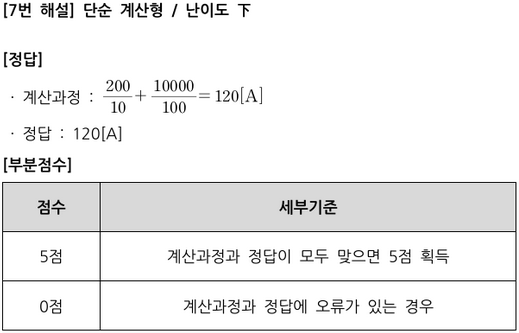 [7번 해설] 단순 계산형 / 난이도 下
[정답]
· 계산과정 : 200/10 + 10000/100 = 120[A]
· 정답 : 120[A]
[부분점수]
점수 세부기준
5점 계산과정과 정답이 모두 맞으면 5점 획득
0점 계산과정과 정답에 오류가 있는 경우